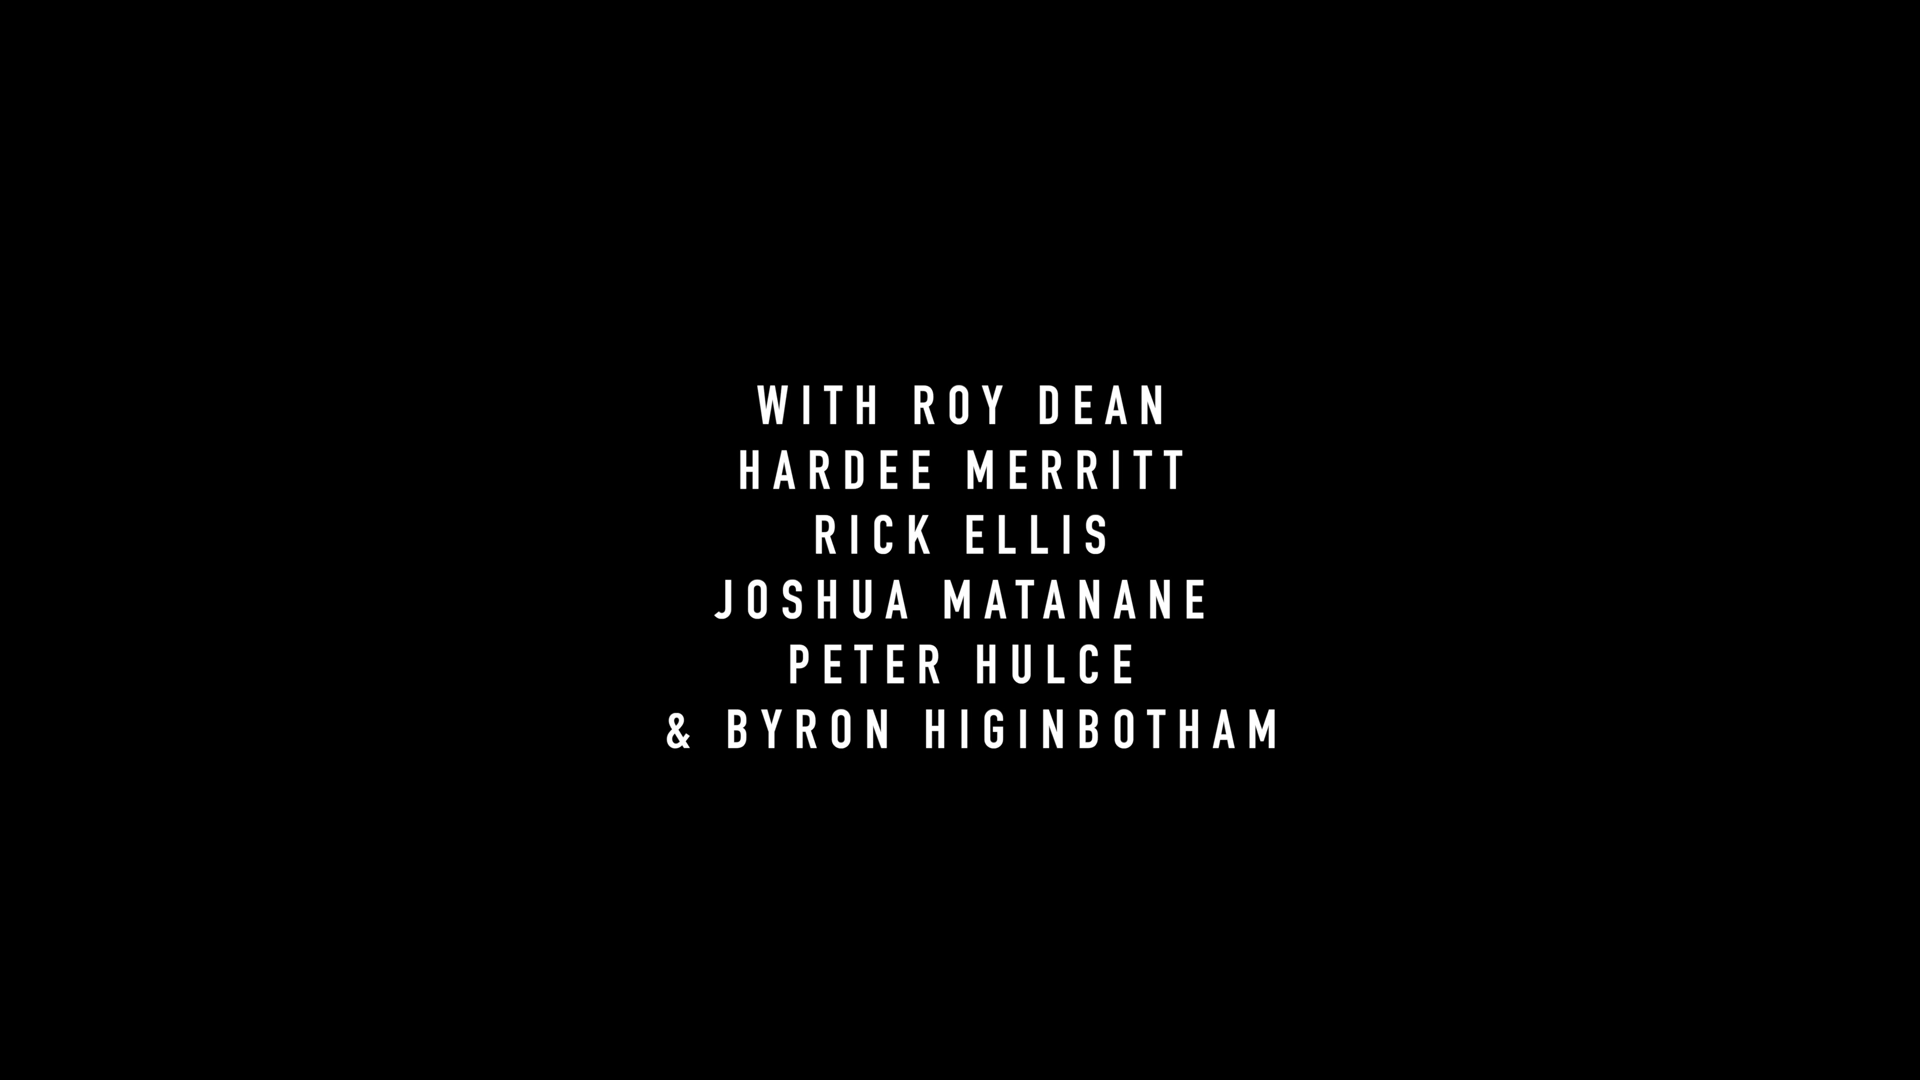 WITH ROY DEAN
HARDEE MERRITT
RICK ELLIS
JOSHUA MATANANE
PETER HULCE
& BYRON HIGINBOTHAM